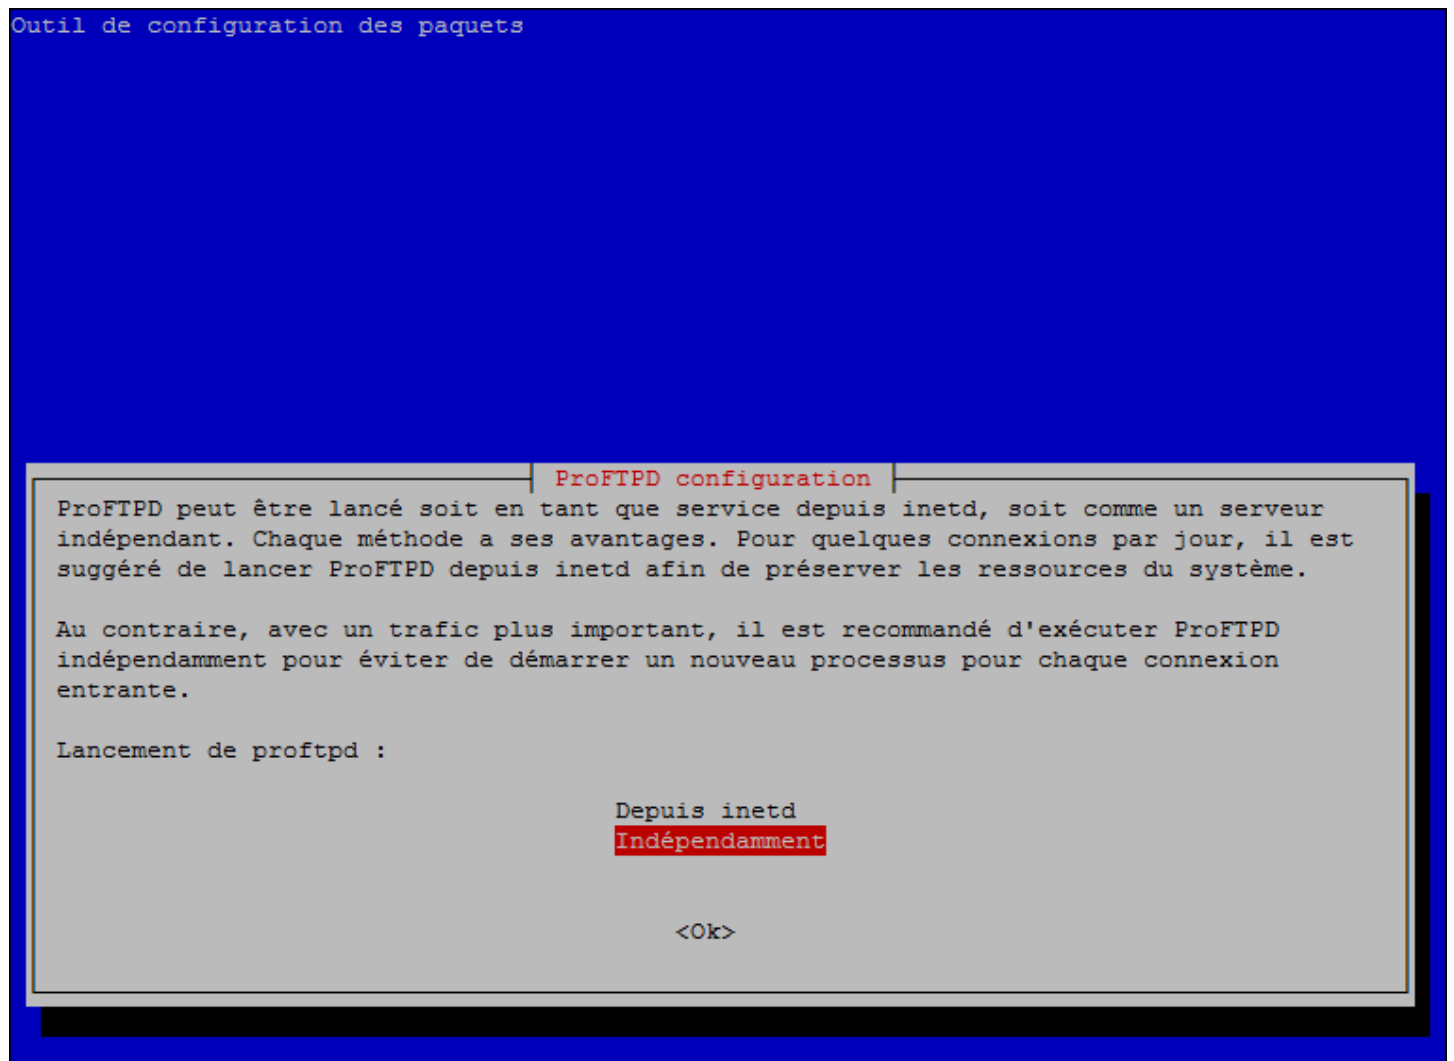 Outil de configuration des paquets
ProFTPD configuration
ProFTPD peut être lancé soit en tant que service depuis inetd, soit comme un serveur
indépendant. Chaque méthode a ses avantages. Pour quelques connexions par jour, il est
suggéré de lancer ProFTPD depuis inetd afin de préserver les ressources du système.
Au contraire, avec un trafic plus important, il est recommandé d'exécuter ProFTPD
indépendamment pour éviter de démarrer un nouveau processus pour chaque connexion
entrante.
Lancement de proftpd :
Depuis inetd
Indépendamment
<Ok>